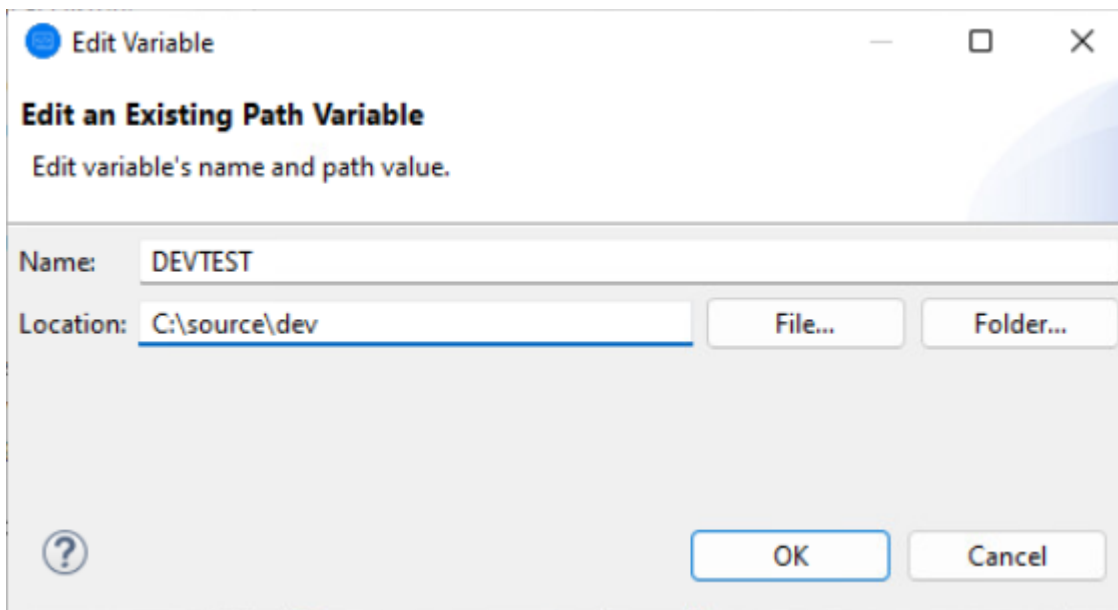 Edit Variable
Edit an Existing Path Variable
Edit variable's name and path value.
Name: DEVTEST
Location: C:\source\dev File... Folder...
? OK Cancel